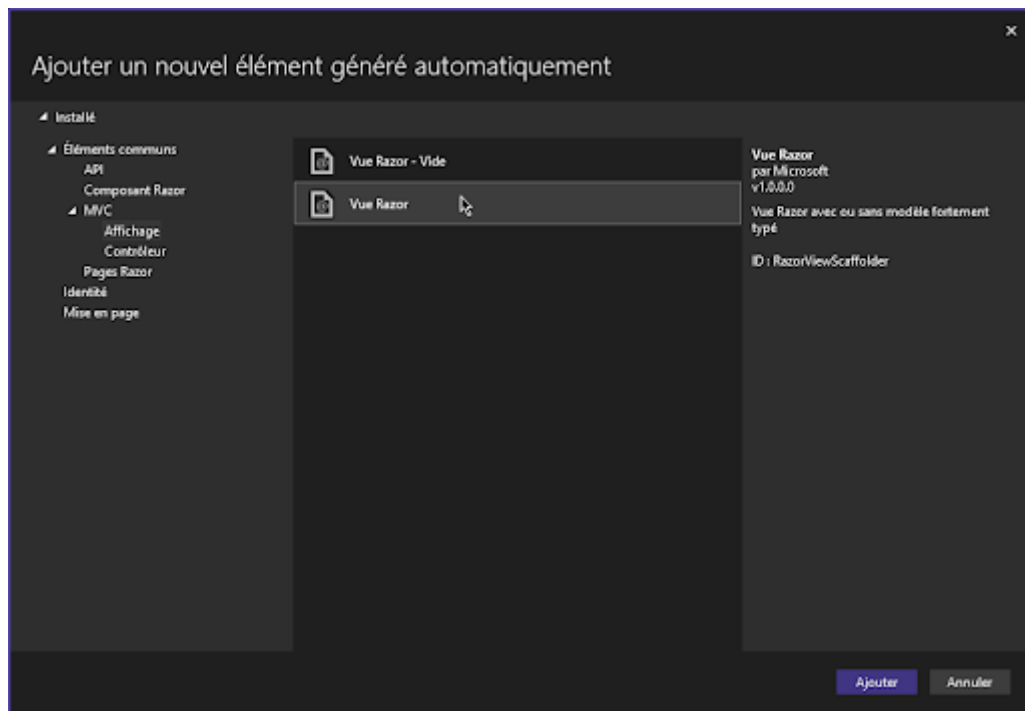 Ajouter un nouvel élément généré automatiquement
Installé
Éléments communs
API
Composant Razor
MVC
Affichage
Contrôleur
Pages Razor
Identité
Mise en page
Vue Razor - Vide
Vue Razor
Vue Razor
par Microsoft
v1.0.0.0
Vue Razor avec ou sans modèle fortement
typé
ID : RazorViewScaffolder
Ajouter
Annuler